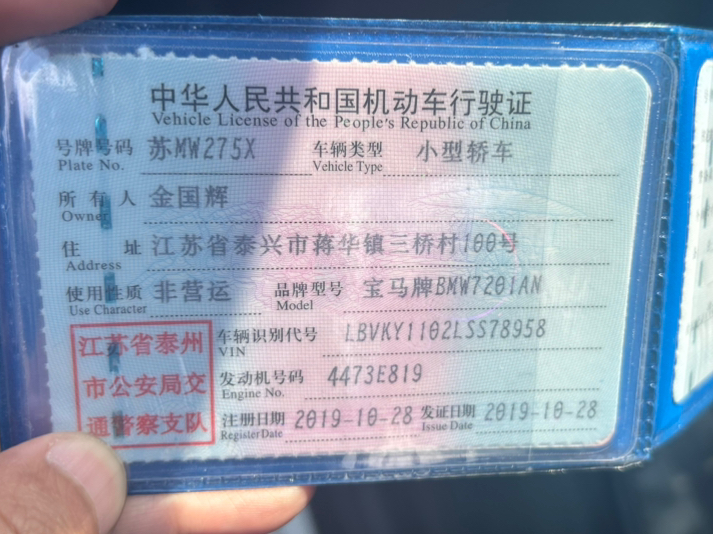 中华人民共和国机动车行驶证
Vehicle License of the People's Republic of China
号牌号码 苏MW275X 车辆类型 小型轿车
Plate No. Vehicle Type
所有人 金国辉
Owner
住址 江苏省泰兴市蒋华镇三桥村100号
Address
使用性质 非营运 品牌型号 宝马牌BMW7201AN
Use Character Model
江苏省泰州 车辆识别代号 LBVKY1102LSS78958
VIN
市公安局交 发动机号码 4473E819
Engine No.
通警察支队 注册日期 2019-10-28 发证日期 2019-10-28
Register Date Issue Date